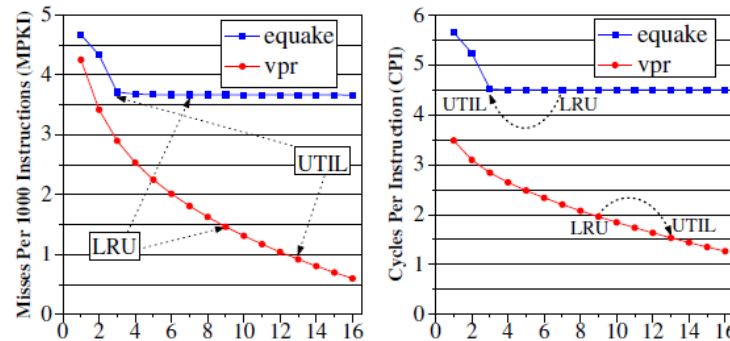 Misses Per 1000 Instructions (MPKI)
5
4
3
2
1
0
0 2 4 6 8 10 12 14 16
equake
vpr
UTIL
LRU
Cycles Per Instruction (CPI)
6
5
4
3
2
1
0
0 2 4 6 8 10 12 14 16
equake
vpr
UTIL LRU
LRU UTIL